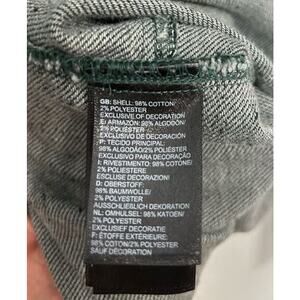 GB: SHELL: 98% COTTON/
2% POLYESTER
EXCLUSIVE OF DECORATION
E: ARMAZON: 98% ALGODON/
2% POLIESTER
EXCLUSIVO DE DECORACIÓN
P: TECIDO PRINCIPAL:
98% ALGODÃO/2% POLIÉSTER
EXCLUSIVO PARA DECORAÇÃO
I: RIVESTIMENTO: 98% COTONE/
2% POLIESTERE
ESCLUSE DECORAZIONI
D: OBERSTOFF:
98% BAUMWOLLE/
2% POLYESTER
AUSSCHLIEßLICH DEKORATION
NL: OMHULSEL: 98% KATOEN/
2% POLYESTER
EXCLUSIEF DECORATIE
F: ÉTOFFE EXTÉRIEURE:
98% COTON/2% POLYESTER
SAUF DÉCORATION